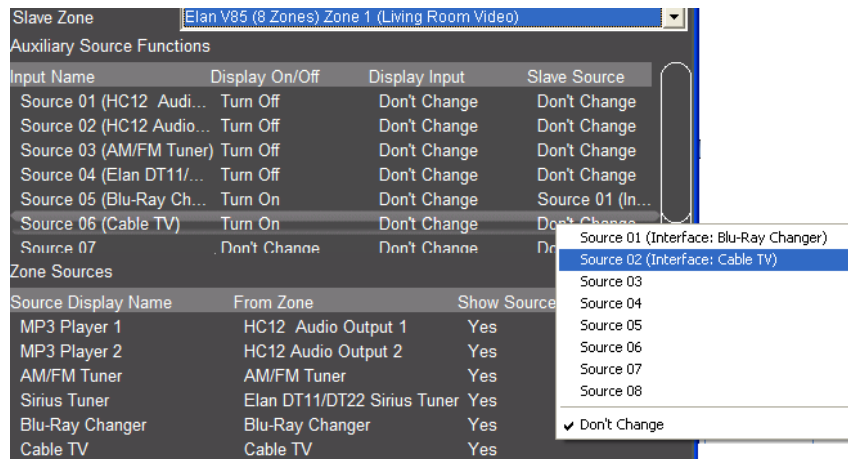 Slave Zone Elan V85 (8 Zones) Zone 1 (Living Room Video)
Auxiliary Source Functions
Input Name Display On/Off Display Input Slave Source
Source 01 (HC12 Audi... Turn Off Don't Change Don't Change
Source 02 (HC12 Audio... Turn Off Don't Change Don't Change
Source 03 (AM/FM Tuner) Turn Off Don't Change Don't Change
Source 04 (Elan DT11/... Turn Off Don't Change Don't Change
Source 05 (Blu-Ray Ch... Turn On Don't Change Source 01 (In...
Source 06 (Cable TV) Turn On Don't Change Don't Change
Source 07 Don't Change Don't Change Do
Zone Sources
Source Display Name From Zone Show Source
MP3 Player 1 HC12 Audio Output 1 Yes
MP3 Player 2 HC12 Audio Output 2 Yes
AM/FM Tuner AM/FM Tuner Yes
Sirius Tuner Elan DT11/DT22 Sirius Tuner Yes
Blu-Ray Changer Blu-Ray Changer Yes
Cable TV Cable TV Yes
Source 01 (Interface: Blu-Ray Changer)
Source 02 (Interface: Cable TV)
Source 03
Source 04
Source 05
Source 06
Source 07
Source 08
✓ Don't Change